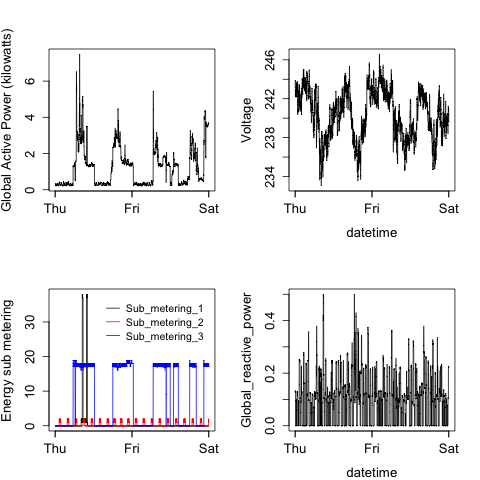 Global Active Power (kilowatts)
0 2 4 6
Thu Fri Sat
Voltage
234 238 242 246
Thu Fri Sat
datetime
Energy sub metering
0 10 20 30
Sub_metering_1
Sub_metering_2
Sub_metering_3
Thu Fri Sat
Global_reactive_power
0.0 0.2 0.4
Thu Fri Sat
datetime